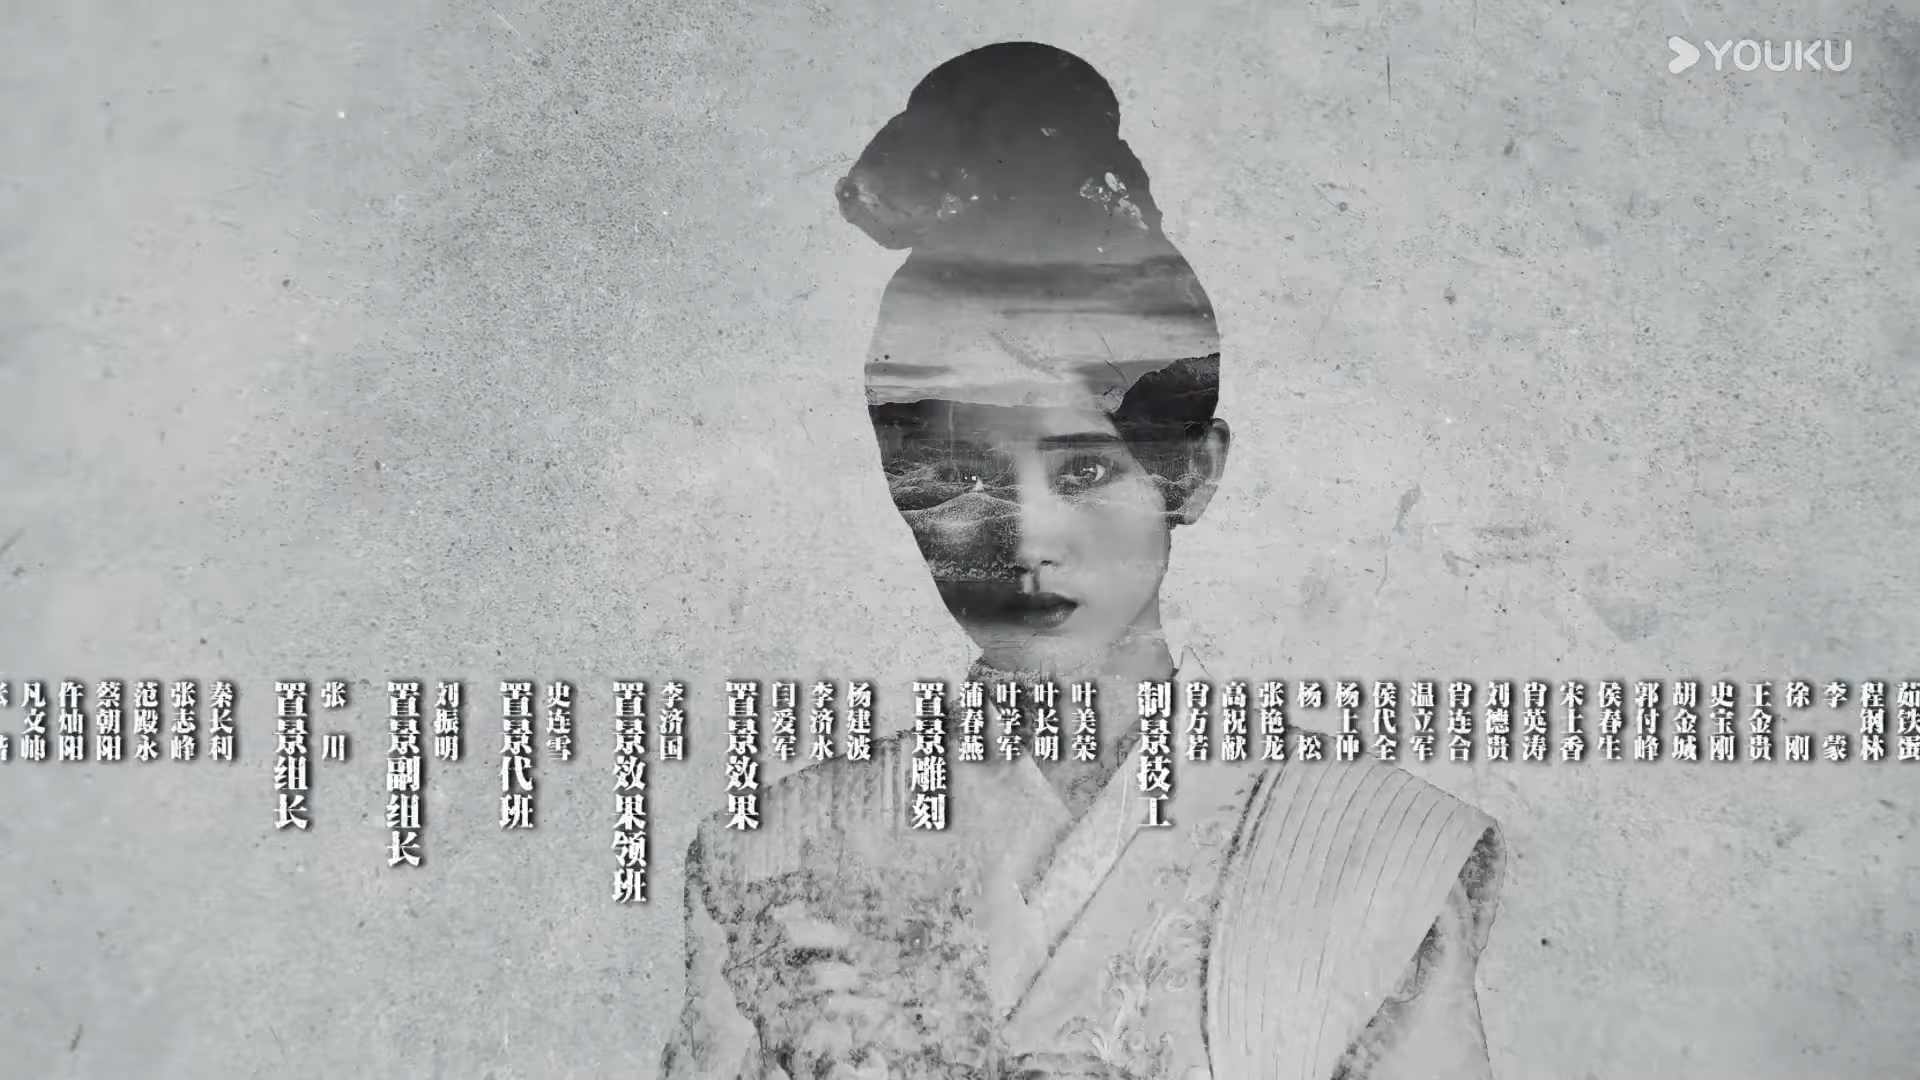 YOUKU
凡文帅
仵灿阳
蔡朝阳
范殿永
张志峰
秦长利
置景组长
张川
置景副组长
刘振明
置景代班
史连雪
置景效果领班
李济国
置景效果
闫爱军
李济水
杨建波
置景雕刻
蒲春燕
叶学军
叶长明
叶美荣
制景技工
肖方若
高祝献
张艳龙
杨松
杨上仲
侯代全
温立军
肖连合
刘德贵
肖英涛
宋士香
侯春生
郭付峰
胡金城
史宝刚
王金贵
徐刚
李蒙
程钢林
茹铁蛋